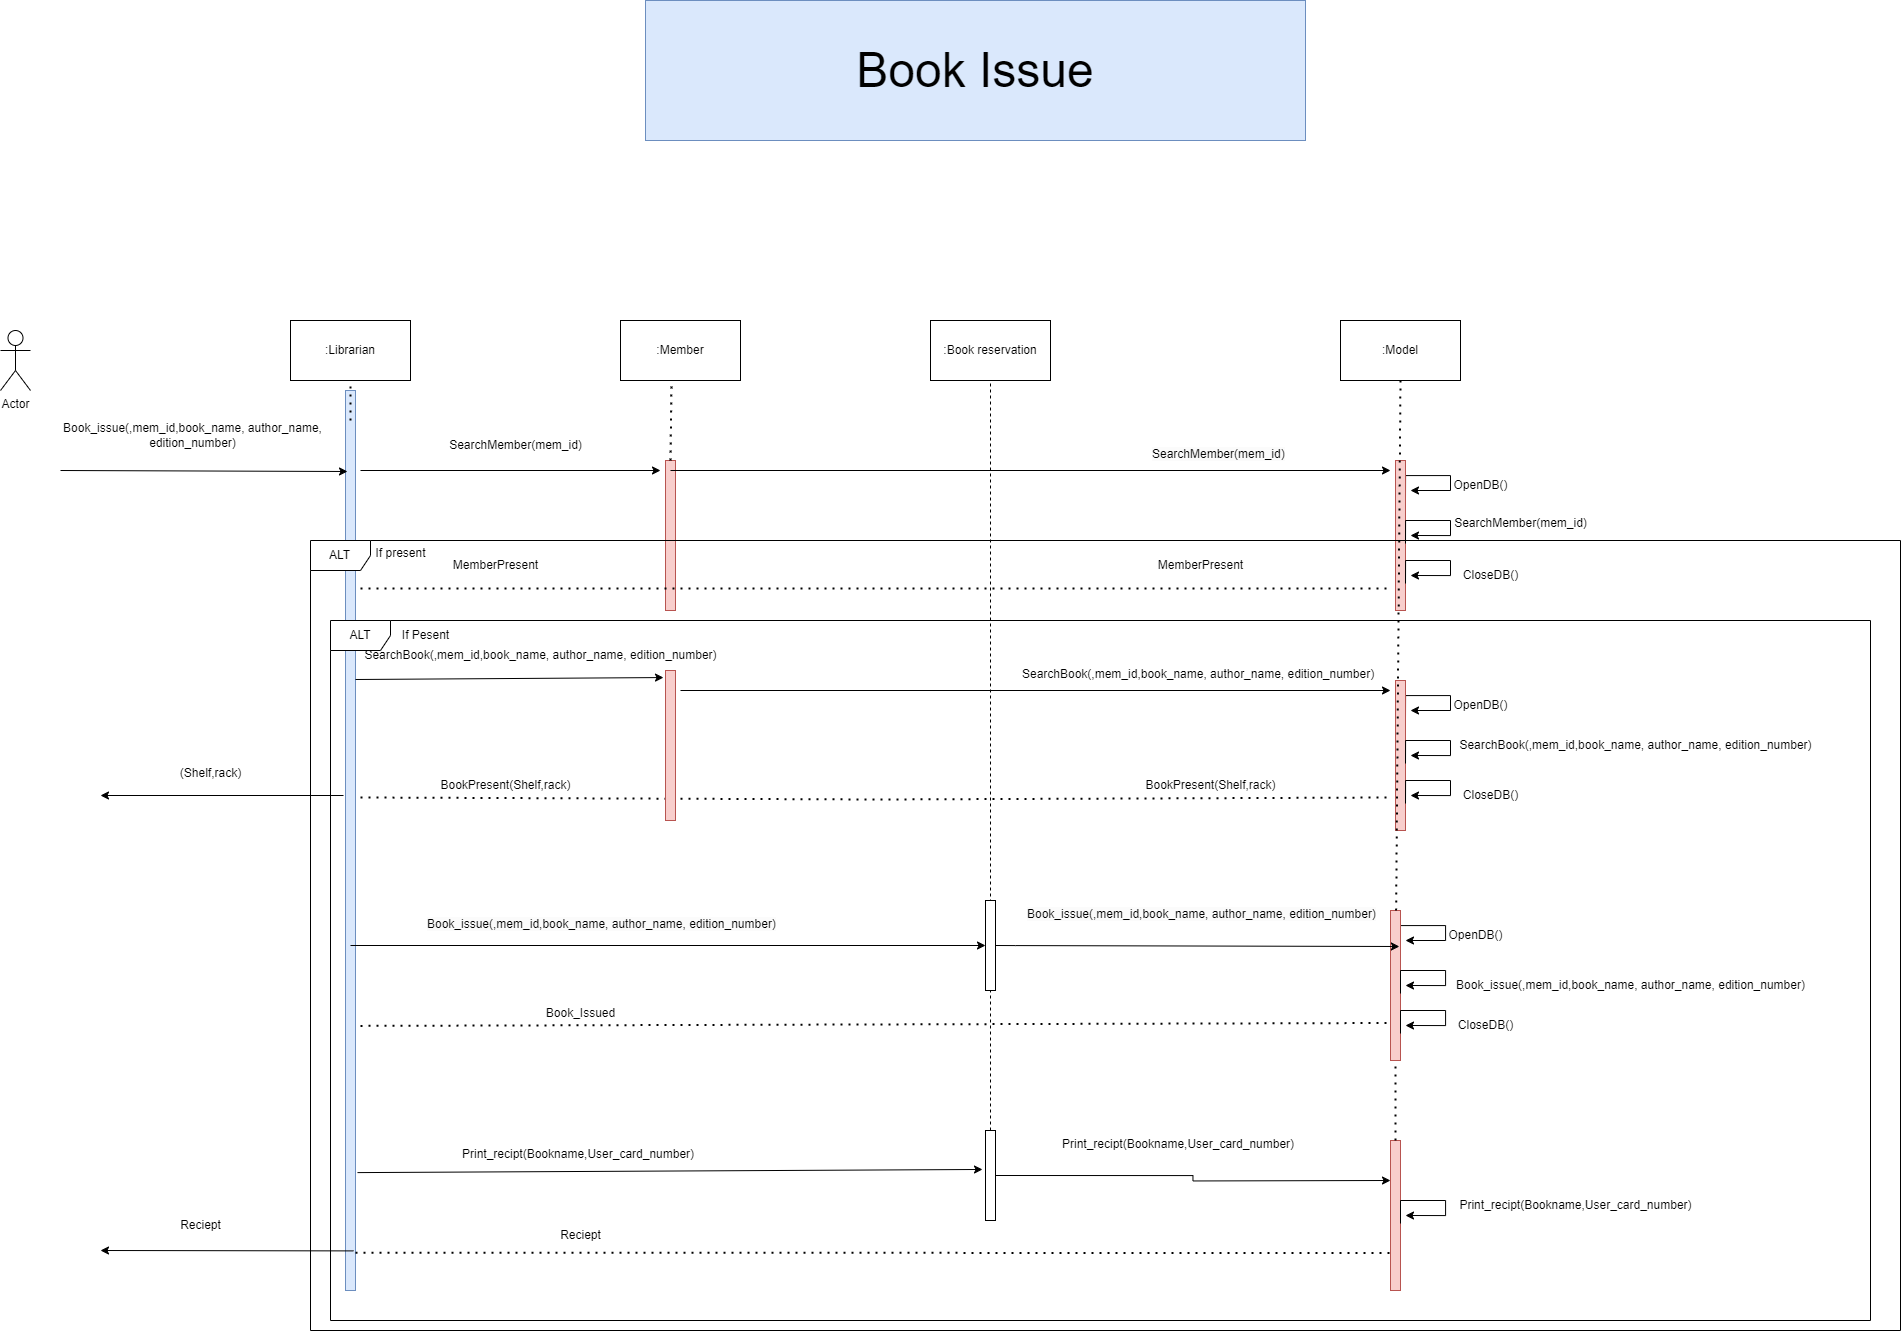 Book Issue
:Librarian
:Member
:Book reservation
:Model
Actor
Book_issue(,mem_id,book_name, author_name,
edition_number)
SearchMember(mem_id)
SearchMember(mem_id)
OpenDB()
SearchMember(mem_id)
ALT
If present
MemberPresent
MemberPresent
CloseDB()
ALT
If Pesent
SearchBook(,mem_id,book_name, author_name, edition_number)
SearchBook(,mem_id,book_name, author_name, edition_number)
OpenDB()
SearchBook(,mem_id,book_name, author_name, edition_number)
(Shelf,rack)
BookPresent(Shelf,rack)
BookPresent(Shelf,rack)
CloseDB()
Book_issue(,mem_id,book_name, author_name, edition_number)
Book_issue(,mem_id,book_name, author_name, edition_number)
OpenDB()
Book_issue(,mem_id,book_name, author_name, edition_number)
Book_Issued
CloseDB()
Print_recipt(Bookname,User_card_number)
Print_recipt(Bookname,User_card_number)
Print_recipt(Bookname,User_card_number)
Reciept
Reciept